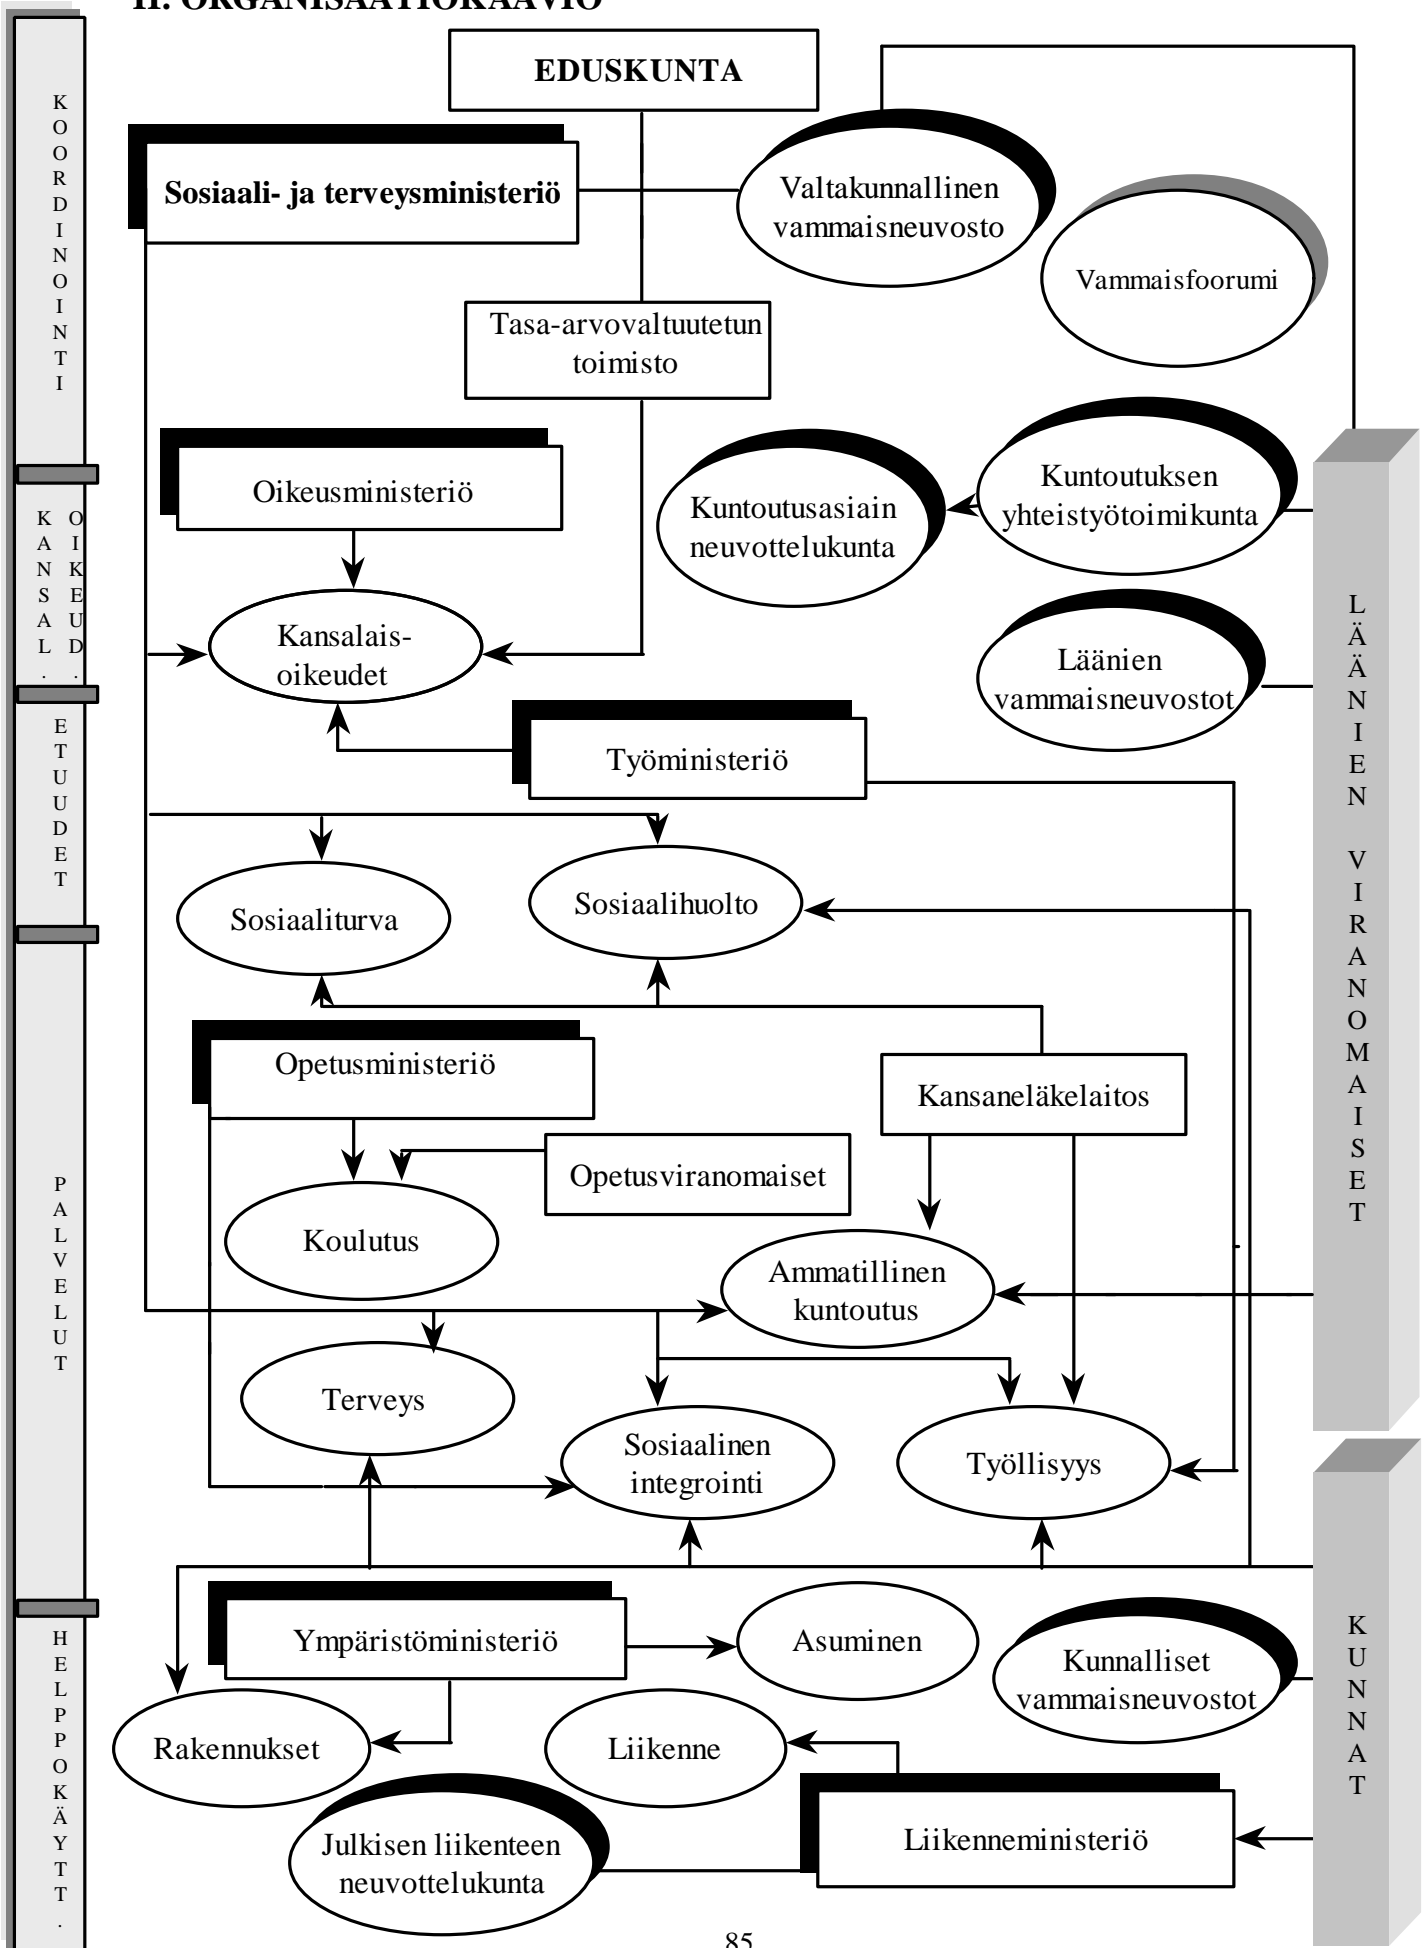 II. ORGANISAATIOKAAVIO
EDUSKUNTA
Sosiaali- ja terveysministeriö
Valtakunnallinen
vammaisneuvosto
Vammaisfoorumi
Tasa-arvovaltuutetun
toimisto
KOORDINOINTI
Oikeusministeriö
Kuntoutusasiain
neuvottelukunta
Kuntoutuksen
yhteistyötoimikunta
KANSAL.
OIKEUD.
Kansalais-
oikeudet
Läänien
vammaisneuvostot
Työministeriö
LÄÄNIEN VIRANOMAISET
ETUUDET
Sosiaaliturva
Sosiaalihuolto
Opetusministeriö
Kansaneläkelaitos
Opetusviranomaiset
Koulutus
PALVELUT
Ammatillinen
kuntoutus
Terveys
Sosiaalinen
integrointi
Työllisyys
Ympäristöministeriö
Asuminen
Kunnalliset
vammaisneuvostot
KUNNAT
HELPPOKÄYTT.
Rakennukset
Liikenne
Julkisen liikenteen
neuvottelukunta
Liikenneministeriö
85